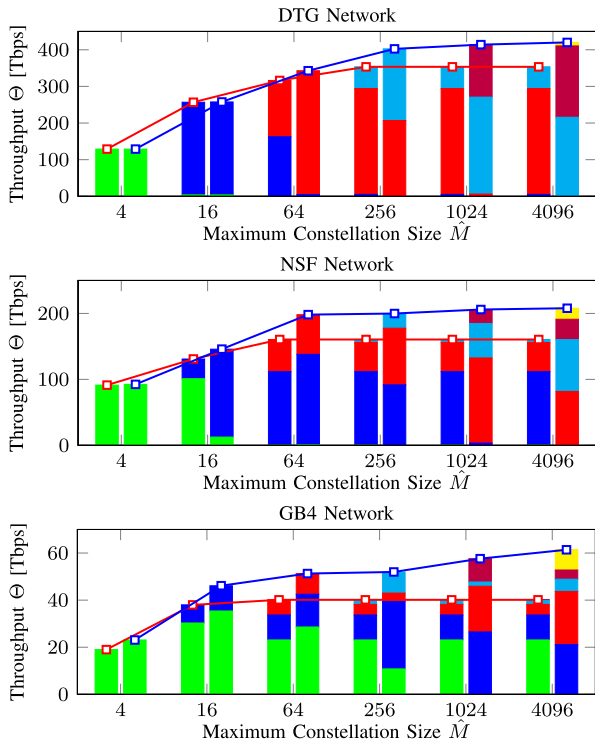 DTG Network
Throughput Θ [Tbps]
400
300
200
100
0
4 16 64 256 1024 4096
Maximum Constellation Size M̂
NSF Network
Throughput Θ [Tbps]
200
100
0
4 16 64 256 1024 4096
Maximum Constellation Size M̂
GB4 Network
Throughput Θ [Tbps]
60
40
20
0
4 16 64 256 1024 4096
Maximum Constellation Size M̂